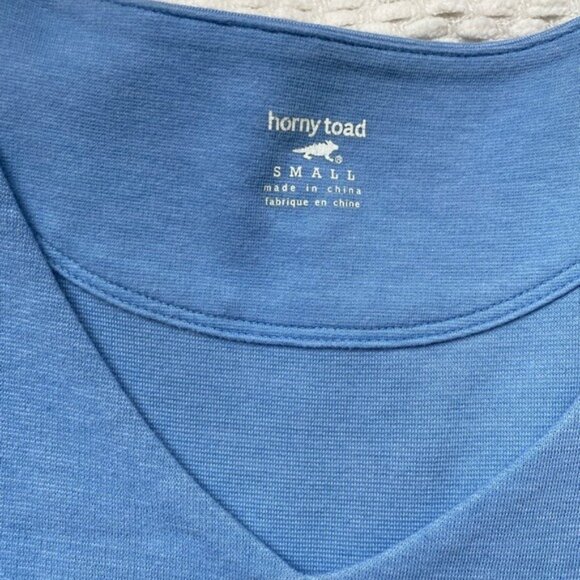 horny toad
®
SMALL
made in china
fabrique en chine